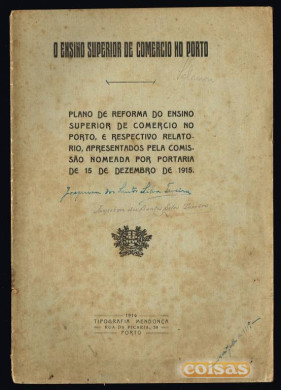 O ENSINO SUPERIOR DE COMERCIO NO PORTO
PLANO DE REFORMA DO ENSINO
SUPERIOR DE COMERCIO NO
PORTO, E RESPECTIVO RELATO-
RIO, APRESENTADOS PELA COMIS-
SÃO NOMEADA POR PORTARIA
DE 15 DE DEZEMBRO DE 1915.
1916
TIPOGRAFIA MENDONÇA
RUA DA PICARIA, 30
PORTO
coisas